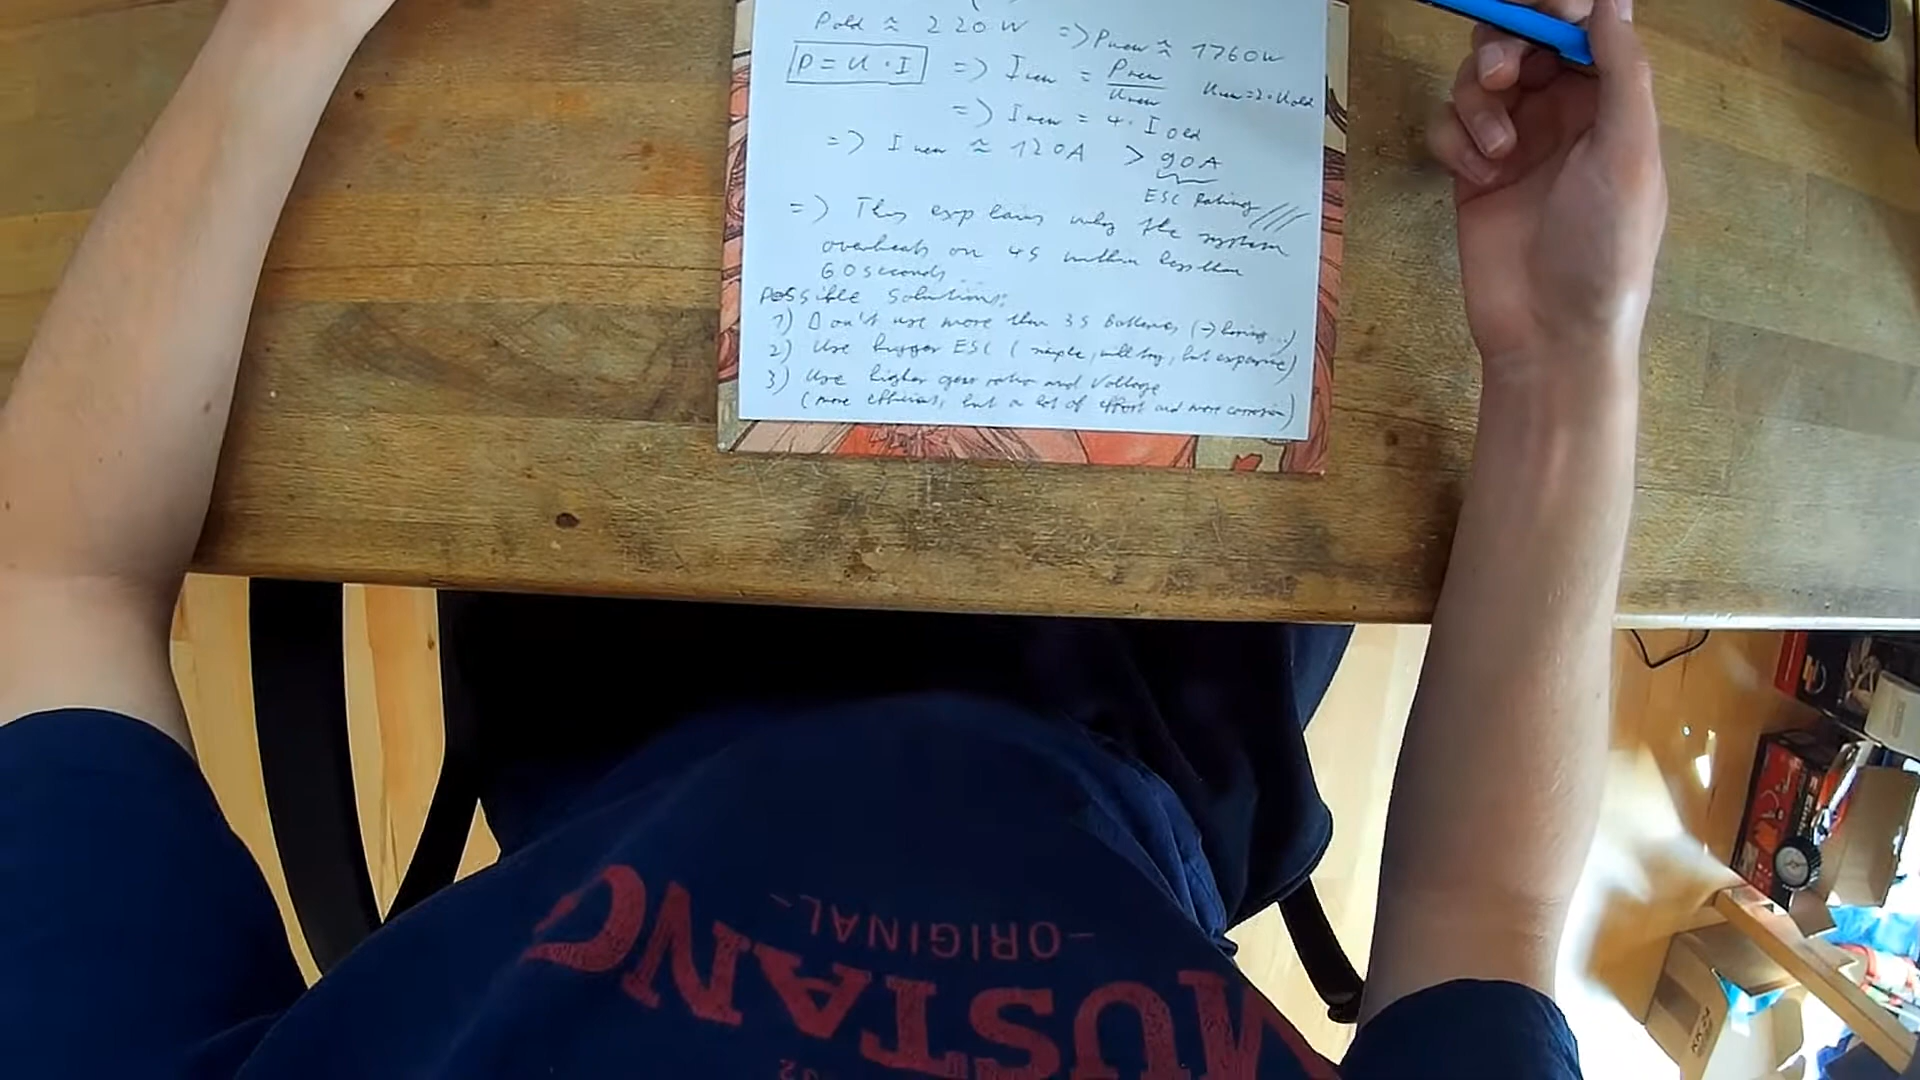 Pold ≈ 220W => Pnew ≈ 1760W
P = U · I => Inew = Pnew / Unew Unew = 2 · Uold
=> Inew = 4 · Iold
=> Inew ≈ 120A > 90A
ESC Rating
=> This explains why the system
overheats on 4S within less than
60 seconds
Possible solutions:
1) Don't use more than 3S Batteries (-> boring...)
2) Use bigger ESC (simple, will buy, but expensive)
3) Use higher gear ratio and Voltage
(more efficient, but a lot of effort and more corrosion)
- ORIGINAL -
MUSTANG